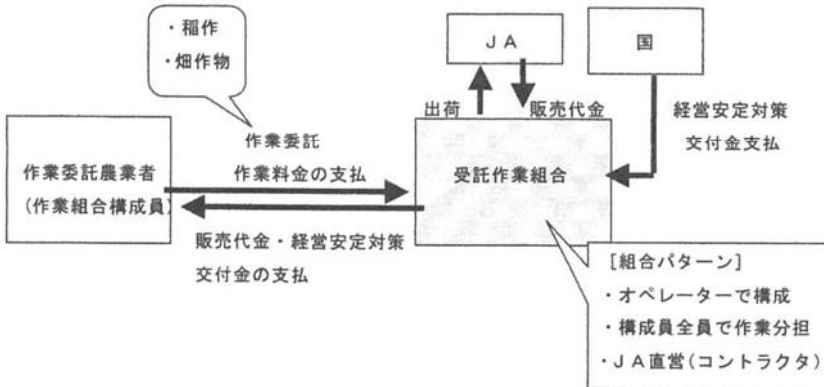 ・稲作
・畑作物
ＪＡ
国
出荷
販売代金
経営安定対策
交付金支払
作業委託
作業料金の支払
作業委託農業者
(作業組合構成員)
受託作業組合
販売代金・経営安定対策
交付金の支払
[組合パターン]
・オペレーターで構成
・構成員全員で作業分担
・ＪＡ直営(コントラクタ)